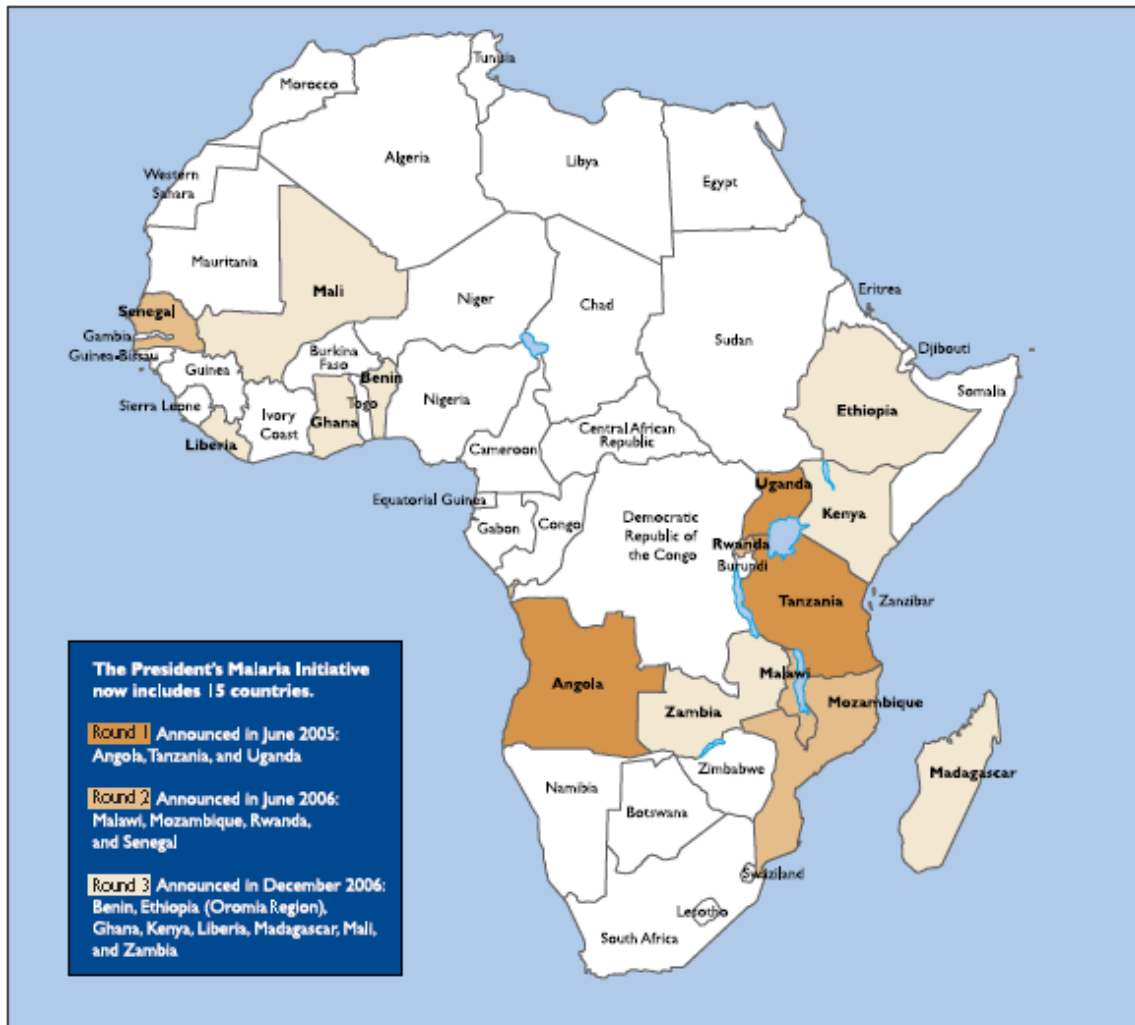 Tunisia
Morocco
Algeria
Libya
Egypt
Western
Sahara
Mauritania
Mali
Niger
Chad
Sudan
Eritrea
Senegal
Gambia
Guinea-Bissau
Guinea
Burkina
Faso
Benin
Djibouti
Somalia
Sierra Leone
Ivory
Coast
Ghana
Togo
Nigeria
Ethiopia
Liberia
Cameroon
Central African
Republic
Equatorial Guinea
Gabon
Congo
Democratic
Republic of
the Congo
Uganda
Kenya
Rwanda
Burundi
Tanzania
Zanzibar
Angola
Malawi
Zambia
Mozambique
Zimbabwe
Madagascar
Namibia
Botswana
Swaziland
Lesotho
South Africa
The President's Malaria Initiative
now includes 15 countries.
Round 1 Announced in June 2005:
Angola, Tanzania, and Uganda
Round 2 Announced in June 2006:
Malawi, Mozambique, Rwanda,
and Senegal
Round 3 Announced in December 2006:
Benin, Ethiopia (Oromia Region),
Ghana, Kenya, Liberia, Madagascar, Mali,
and Zambia